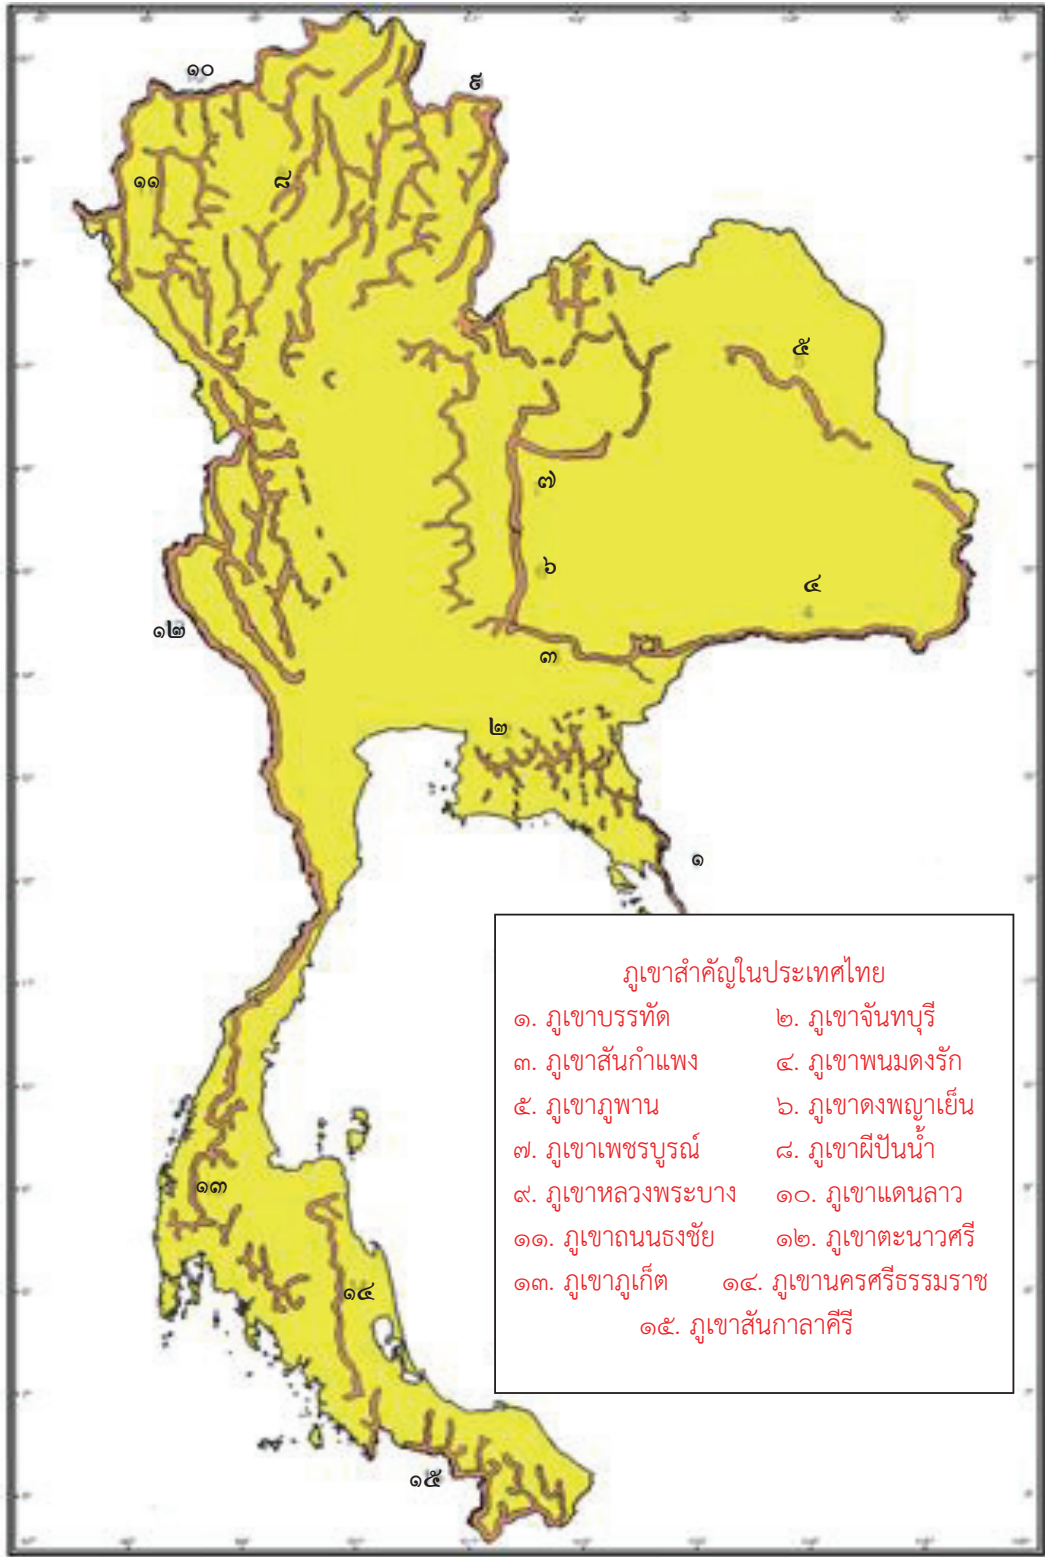 ๑๐
๙
๑๑
๘
๕
๗
๖
๔
๑๒
๓
๒
๑
ภูเขาสำคัญในประเทศไทย
๑. ภูเขาบรรทัด ๒. ภูเขาจันทบุรี
๓. ภูเขาสันกำแพง ๔. ภูเขาพนมดงรัก
๕. ภูเขาภูพาน ๖. ภูเขาดงพญาเย็น
๗. ภูเขาเพชรบูรณ์ ๘. ภูเขาผีปันน้ำ
๙. ภูเขาหลวงพระบาง ๑๐. ภูเขาแดนลาว
๑๑. ภูเขาถนนธงชัย ๑๒. ภูเขาตะนาวศรี
๑๓. ภูเขาภูเก็ต ๑๔. ภูเขานครศรีธรรมราช
๑๕. ภูเขาสันกาลาคีรี
๑๓
๑๔
๑๕